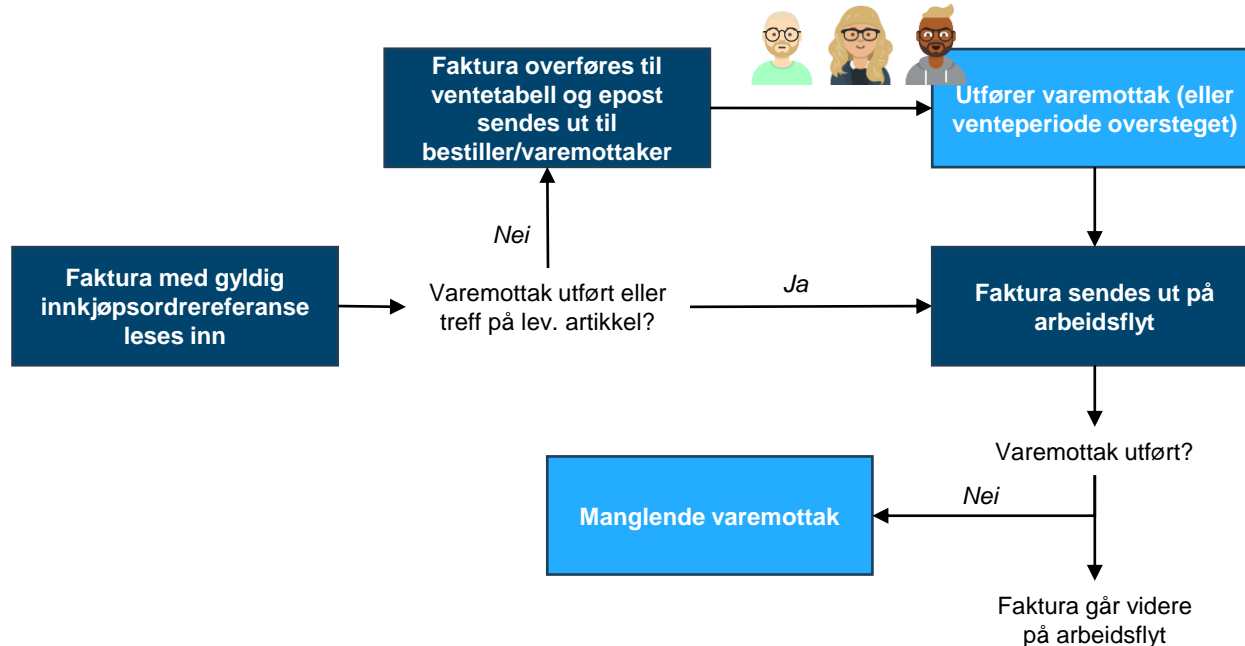 Faktura overføres til
ventetabell og epost
sendes ut til
bestiller/varemottaker
Utfører varemottak (eller
venteperiode oversteget)
Nei
Faktura med gyldig
innkjøpsordrereferanse
leses inn
Varemottak utført eller
treff på lev. artikkel?
Ja
Faktura sendes ut på
arbeidsflyt
Varemottak utført?
Nei
Manglende varemottak
Faktura går videre
på arbeidsflyt